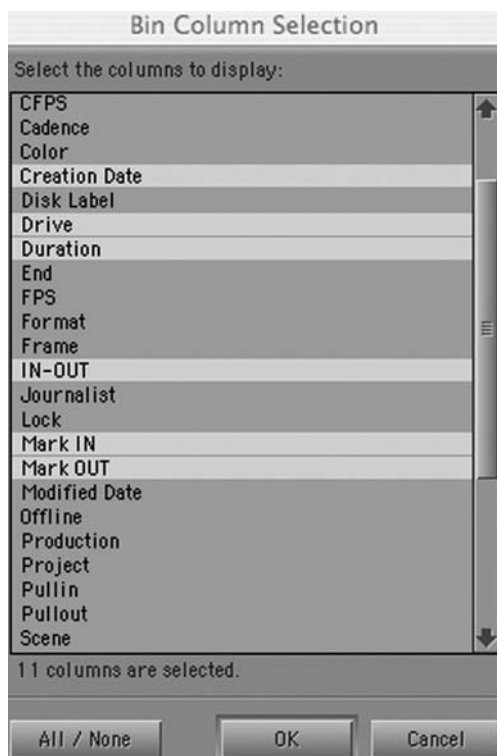 Bin Column Selection
Select the columns to display:
CFPS
Cadence
Color
Creation Date
Disk Label
Drive
Duration
End
FPS
Format
Frame
IN-OUT
Journalist
Lock
Mark IN
Mark OUT
Modified Date
Offline
Production
Project
Pullin
Pullout
Scene
11 columns are selected.
All / None
OK
Cancel